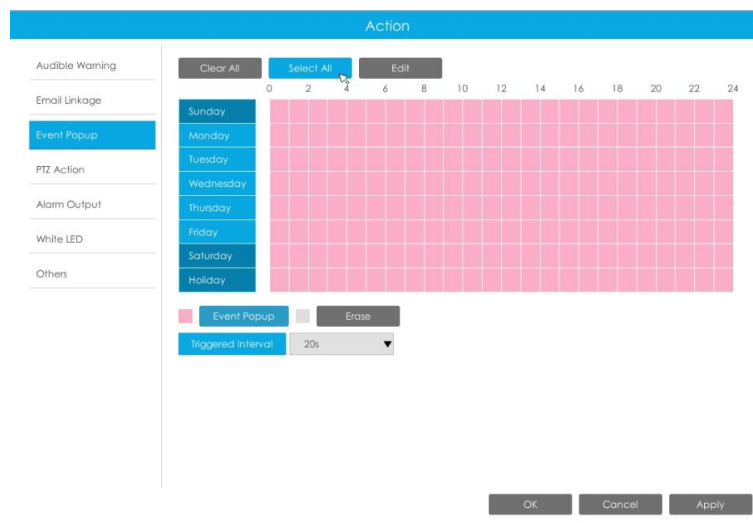 Action
Audible Warning
Email Linkage
Event Popup
PTZ Action
Alarm Output
White LED
Others
Clear All Select All Edit
0 2 4 6 8 10 12 14 16 18 20 22 24
Sunday
Monday
Tuesday
Wednesday
Thursday
Friday
Saturday
Holiday
Event Popup Erase
Triggered Interval 20s
OK Cancel Apply